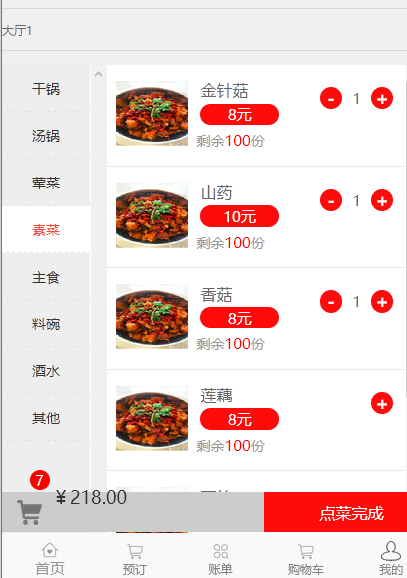 大厅1
干锅
汤锅
荤菜
素菜
主食
料碗
酒水
其他
金针菇
8元
剩余100份
- 1 +
山药
10元
剩余100份
- 1 +
香菇
8元
剩余100份
- 1 +
莲藕
8元
剩余100份
+
7
¥218.00
点菜完成
首页
预订
账单
购物车
我的